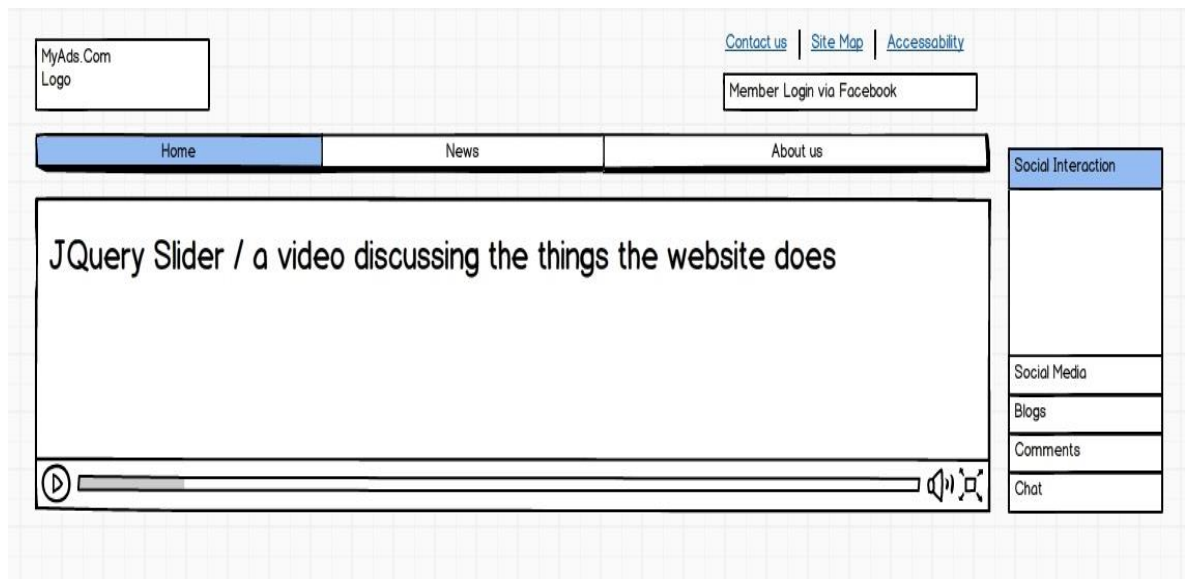 MyAds.Com
Logo
Contact us | Site Map | Accessability
Member Login via Facebook
Home News About us
Social Interaction
JQuery Slider / a video discussing the things the website does
Social Media
Blogs
Comments
Chat